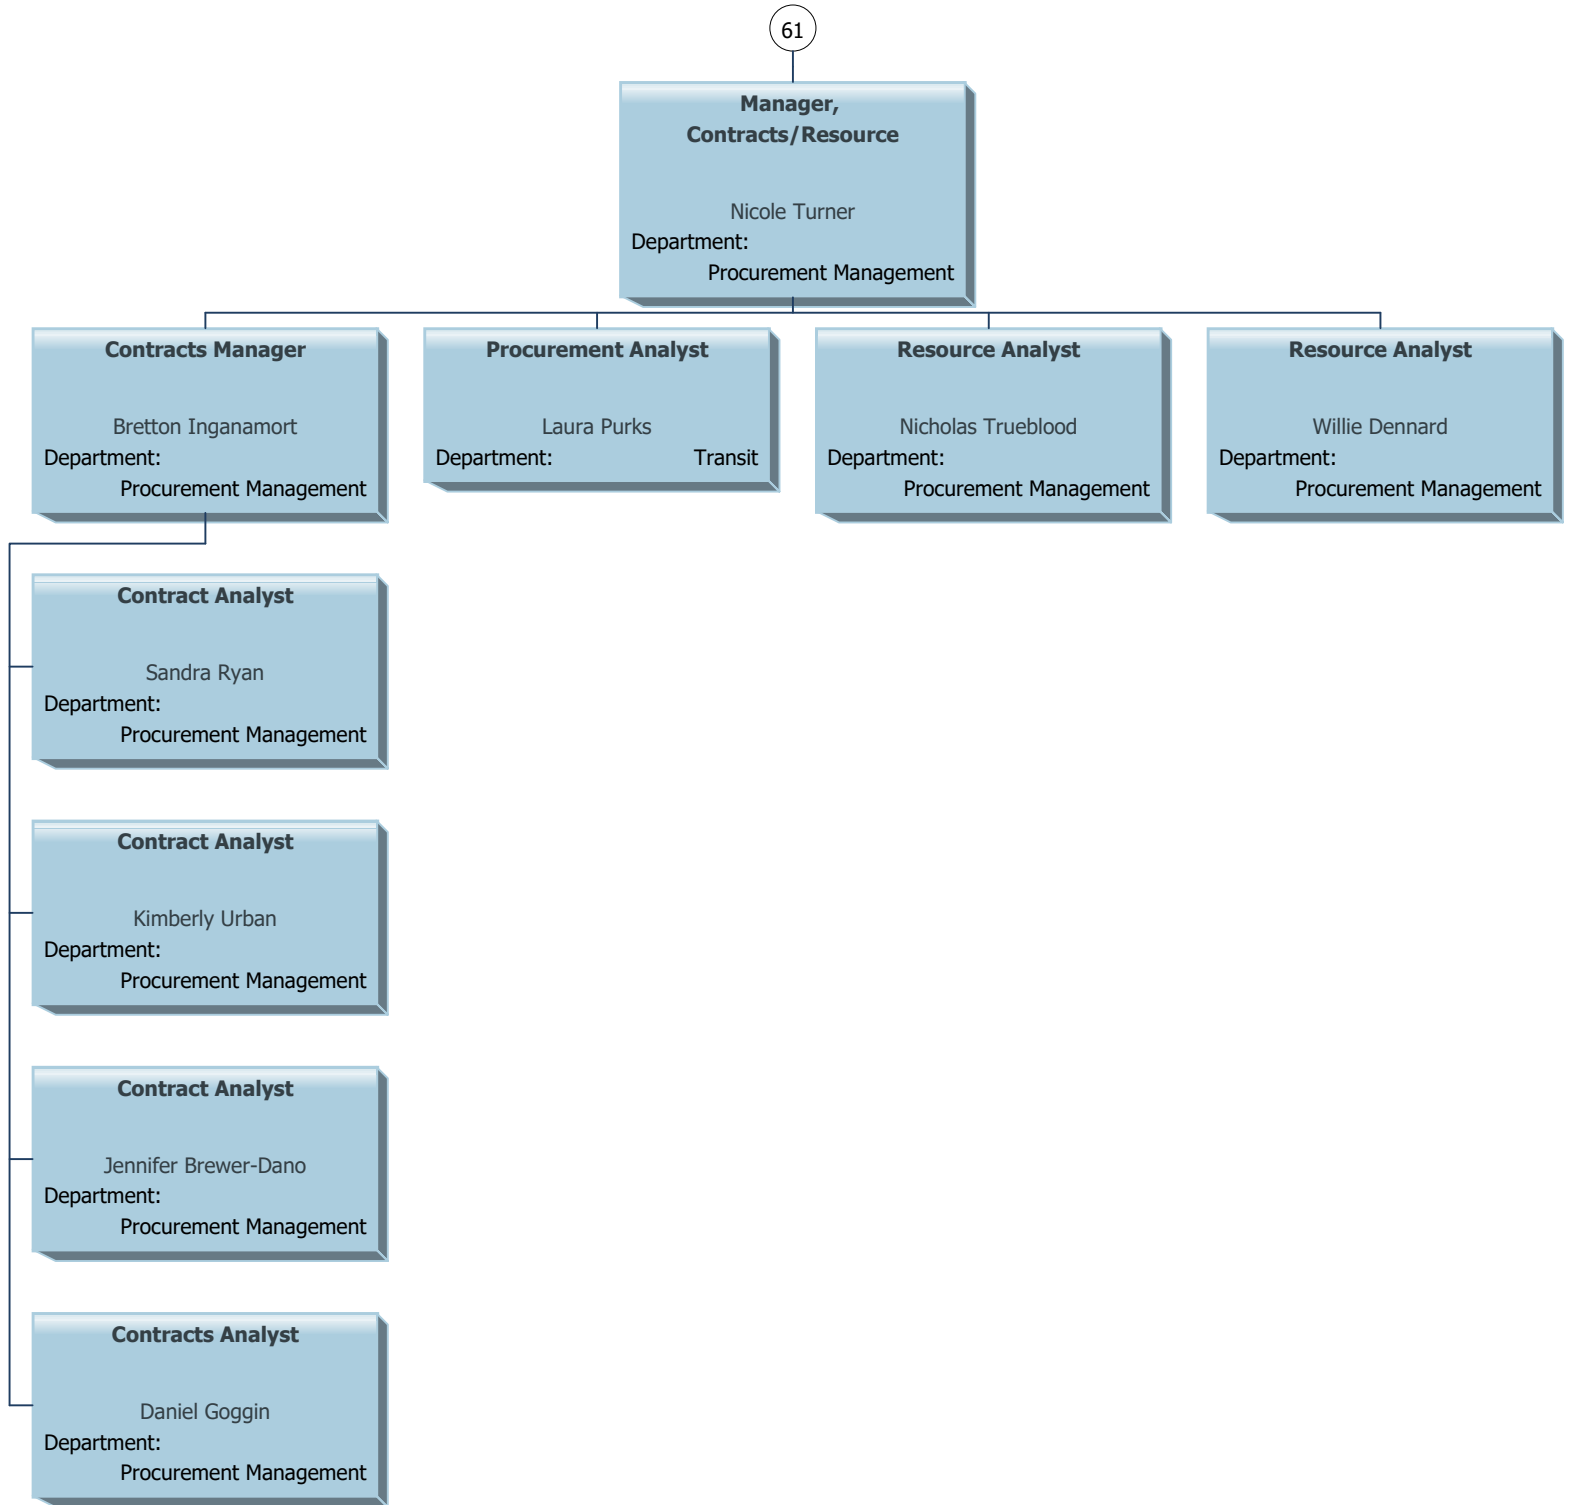 61
Manager,
Contracts/Resource
Nicole Turner
Department:
Procurement Management
Contracts Manager
Bretton Inganamort
Department:
Procurement Management
Procurement Analyst
Laura Purks
Department: Transit
Resource Analyst
Nicholas Trueblood
Department:
Procurement Management
Resource Analyst
Willie Dennard
Department:
Procurement Management
Contract Analyst
Sandra Ryan
Department:
Procurement Management
Contract Analyst
Kimberly Urban
Department:
Procurement Management
Contract Analyst
Jennifer Brewer-Dano
Department:
Procurement Management
Contracts Analyst
Daniel Goggin
Department:
Procurement Management